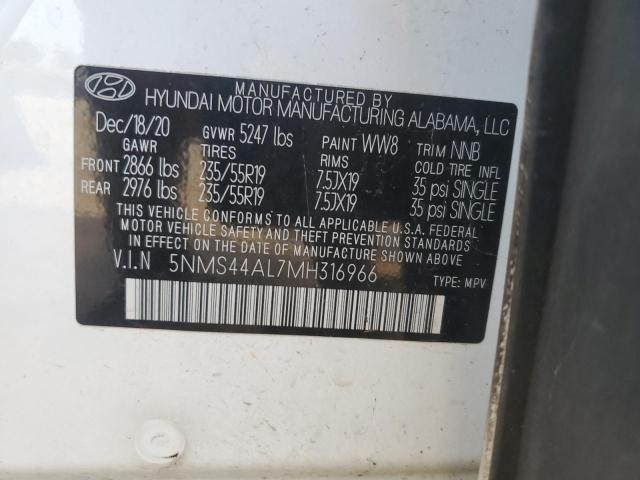 MANUFACTURED BY
HYUNDAI MOTOR MANUFACTURING ALABAMA, LLC
Dec/18/20 GVWR 5247 lbs PAINT WW8 TRIM NNB
GAWR TIRES RIMS COLD TIRE INFL
FRONT 2866 lbs 235/55R19 7.5JX19 35 psi SINGLE
REAR 2976 lbs 235/55R19 7.5JX19 35 psi SINGLE
THIS VEHICLE CONFORMS TO ALL APPLICABLE U.S.A. FEDERAL
MOTOR VEHICLE SAFETY AND THEFT PREVENTION STANDARDS
IN EFFECT ON THE DATE OF MANUFACTURE SHOWN ABOVE
V.I.N 5NMS44AL7MH316966 TYPE: MPV